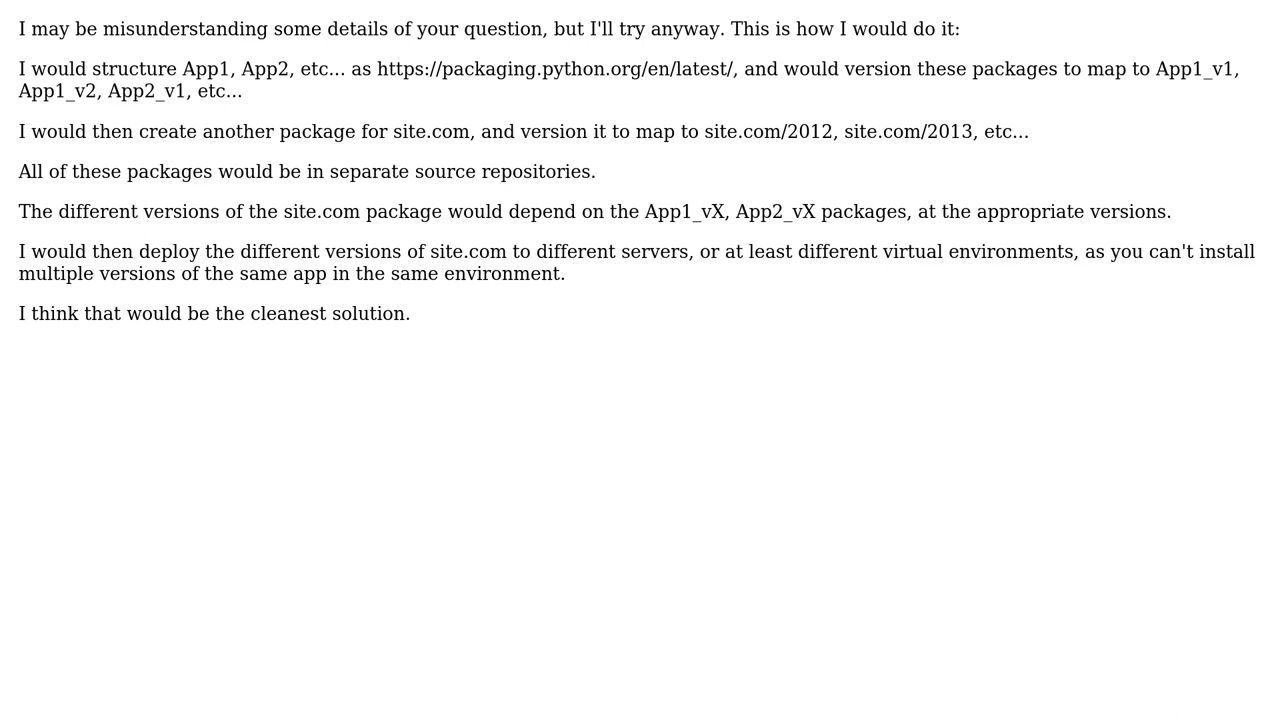 I may be misunderstanding some details of your question, but I'll try anyway. This is how I would do it:
I would structure App1, App2, etc... as https://packaging.python.org/en/latest/, and would version these packages to map to App1_v1,
App1_v2, App2_v1, etc...
I would then create another package for site.com, and version it to map to site.com/2012, site.com/2013, etc...
All of these packages would be in separate source repositories.
The different versions of the site.com package would depend on the App1_vX, App2_vX packages, at the appropriate versions.
I would then deploy the different versions of site.com to different servers, or at least different virtual environments, as you can't install
multiple versions of the same app in the same environment.
I think that would be the cleanest solution.